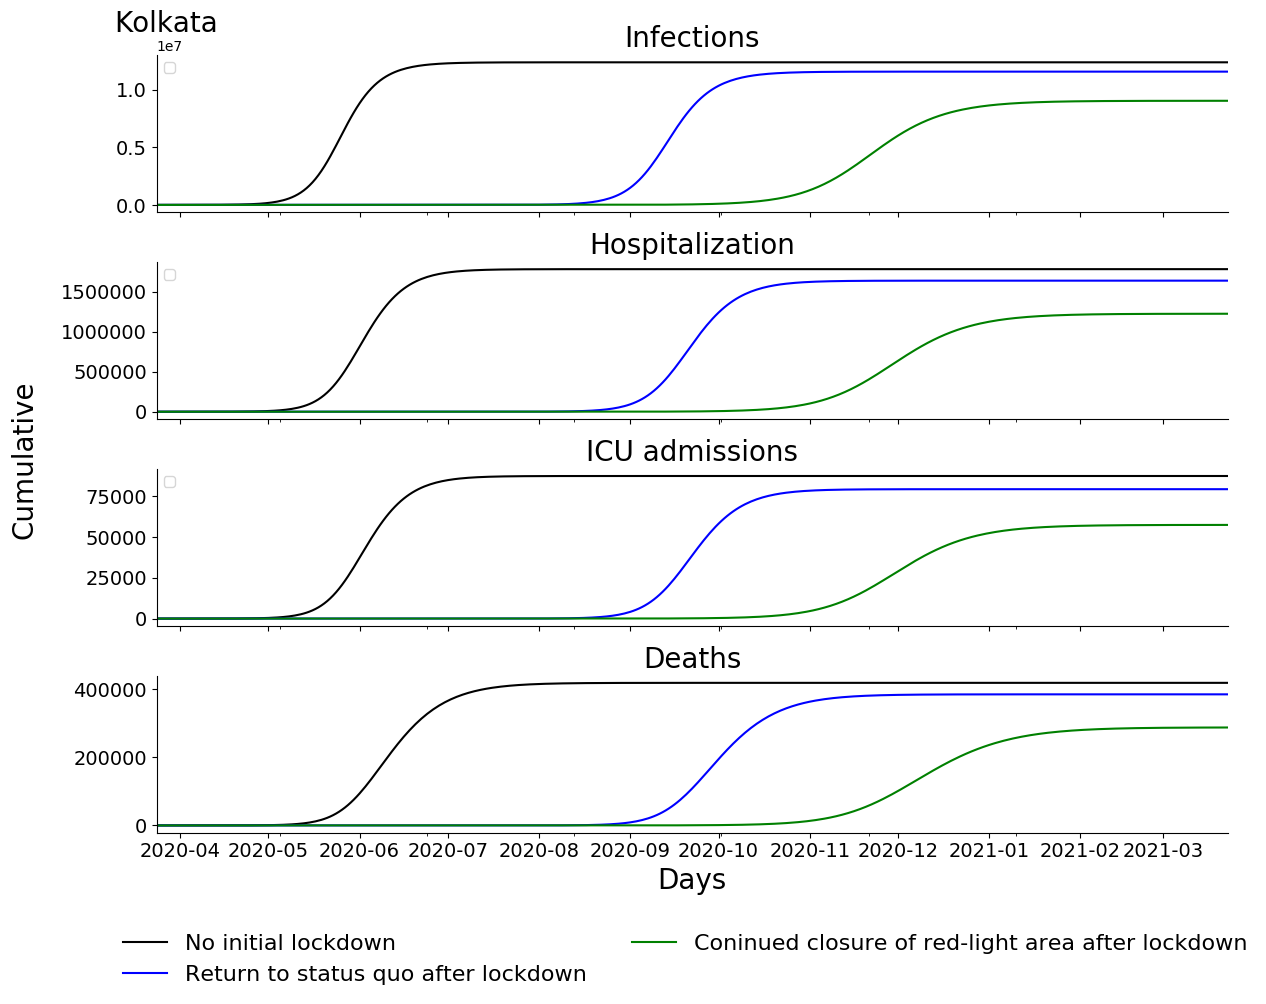 Kolkata
Infections
1e7
1.0
0.5
0.0
Hospitalization
1500000
1000000
500000
0
ICU admissions
75000
50000
25000
0
Cumulative
Deaths
400000
200000
0
2020-04 2020-05 2020-06 2020-07 2020-08 2020-09 2020-10 2020-11 2020-12 2021-01 2021-02 2021-03
Days
No initial lockdown
Return to status quo after lockdown
Coninued closure of red-light area after lockdown